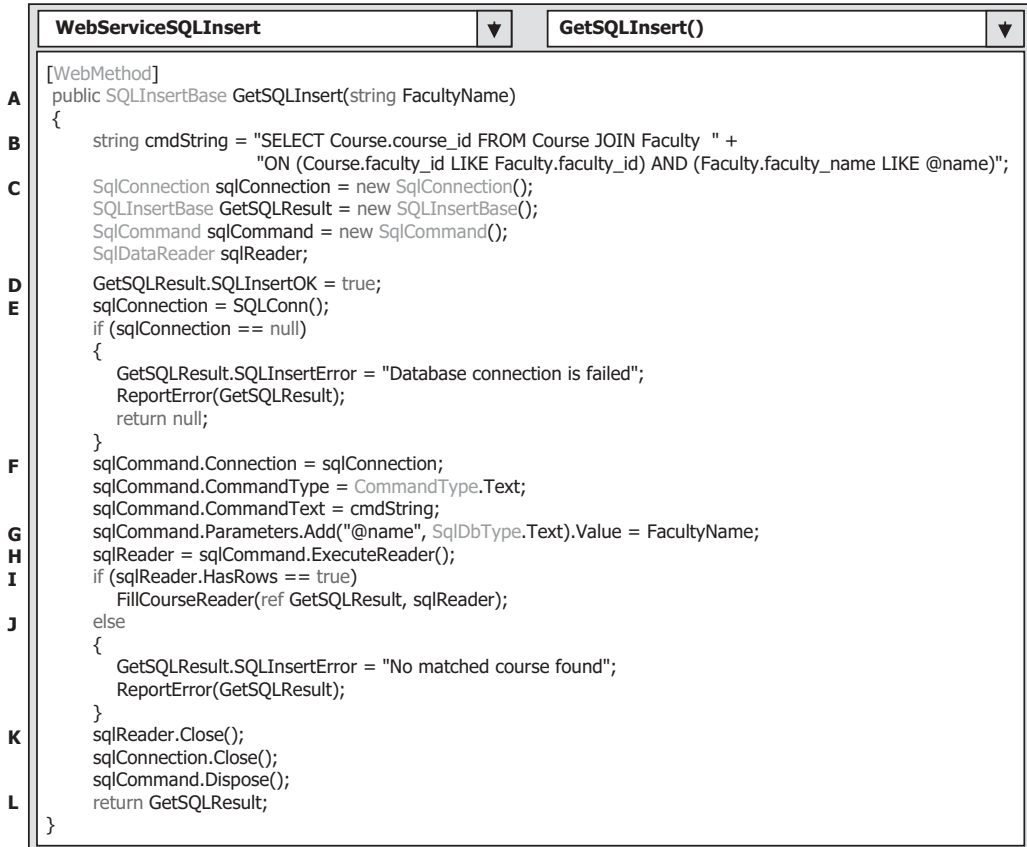 WebServiceSQLInsert GetSQLInsert()
[WebMethod]
A public SQLInsertBase GetSQLInsert(string FacultyName)
{
B string cmdString = "SELECT Course.course_id FROM Course JOIN Faculty " +
"ON (Course.faculty_id LIKE Faculty.faculty_id) AND (Faculty.faculty_name LIKE @name)";
C SqlConnection sqlConnection = new SqlConnection();
SQLInsertBase GetSQLResult = new SQLInsertBase();
SqlCommand sqlCommand = new SqlCommand();
SqlDataReader sqlReader;
D GetSQLResult.SQLInsertOK = true;
E sqlConnection = SQLConn();
if (sqlConnection == null)
{
GetSQLResult.SQLInsertError = "Database connection is failed";
ReportError(GetSQLResult);
return null;
}
F sqlCommand.Connection = sqlConnection;
sqlCommand.CommandType = CommandType.Text;
sqlCommand.CommandText = cmdString;
G sqlCommand.Parameters.Add("@name", SqlDbType.Text).Value = FacultyName;
H sqlReader = sqlCommand.ExecuteReader();
I if (sqlReader.HasRows == true)
FillCourseReader(ref GetSQLResult, sqlReader);
J else
{
GetSQLResult.SQLInsertError = "No matched course found";
ReportError(GetSQLResult);
}
K sqlReader.Close();
sqlConnection.Close();
sqlCommand.Dispose();
L return GetSQLResult;
}